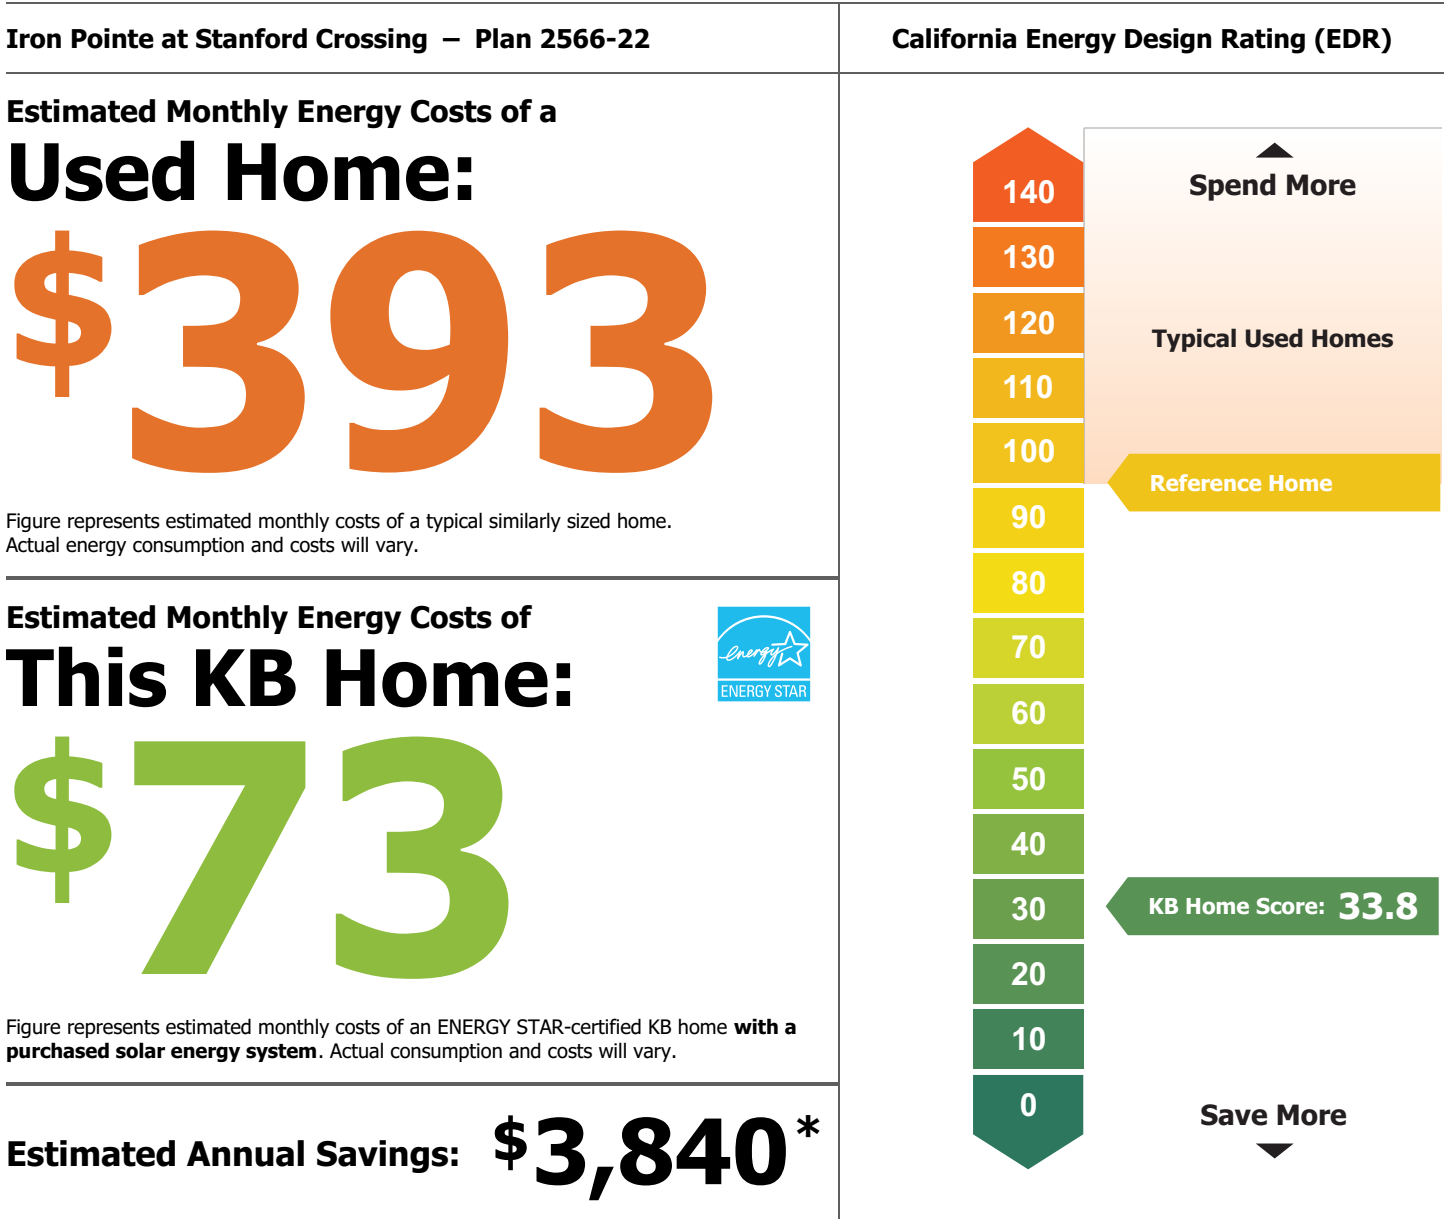 Iron Pointe at Stanford Crossing – Plan 2566-22
Estimated Monthly Energy Costs of a
Used Home:
$393
Figure represents estimated monthly costs of a typical similarly sized home.
Actual energy consumption and costs will vary.
Estimated Monthly Energy Costs of
This KB Home:
energy
ENERGY STAR
$73
Figure represents estimated monthly costs of an ENERGY STAR-certified KB home with a
purchased solar energy system. Actual consumption and costs will vary.
Estimated Annual Savings: $3,840*
California Energy Design Rating (EDR)
140
Spend More
130
120
Typical Used Homes
110
100
Reference Home
90
80
70
60
50
40
30
KB Home Score: 33.8
20
10
0
Save More